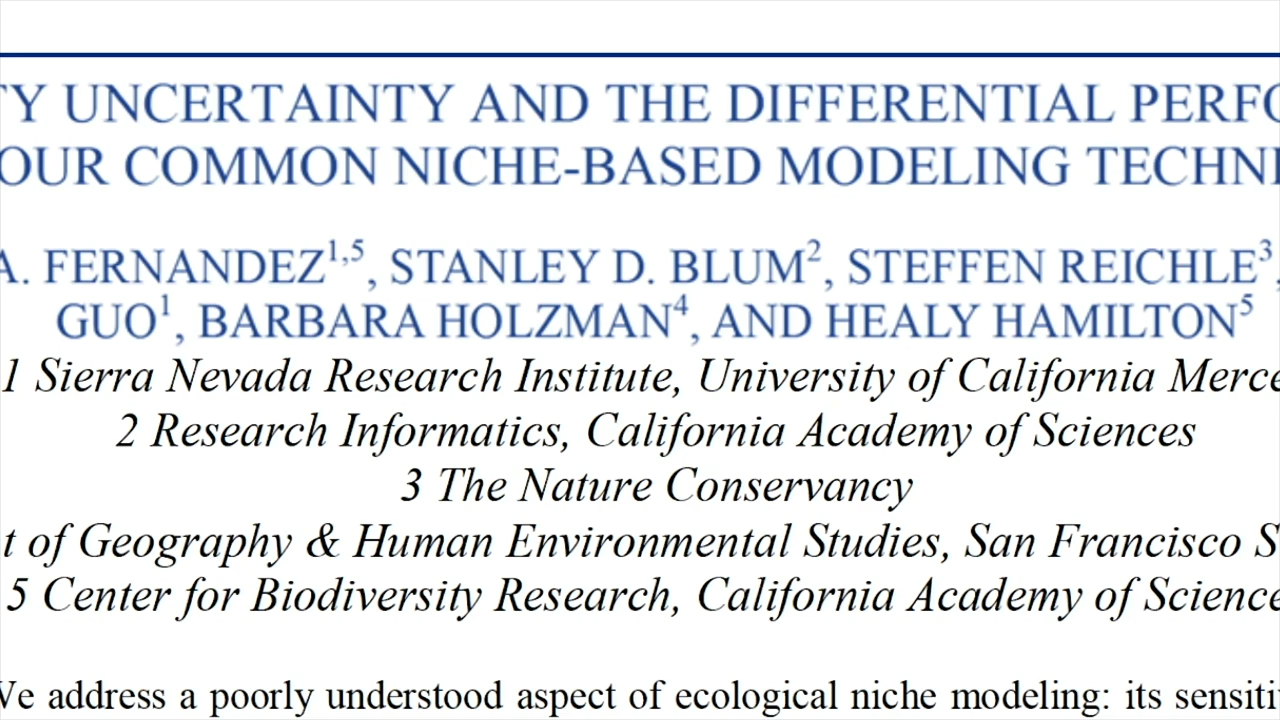 TY UNCERTAINTY AND THE DIFFERENTIAL PERFO
OUR COMMON NICHE-BASED MODELING TECHNI
A. FERNANDEZ1,5, STANLEY D. BLUM2, STEFFEN REICHLE3,
GUO1, BARBARA HOLZMAN4, AND HEALY HAMILTON5
1 Sierra Nevada Research Institute, University of California Merce
2 Research Informatics, California Academy of Sciences
3 The Nature Conservancy
t of Geography & Human Environmental Studies, San Francisco S
5 Center for Biodiversity Research, California Academy of Science
We address a poorly understood aspect of ecological niche modeling: its sensiti